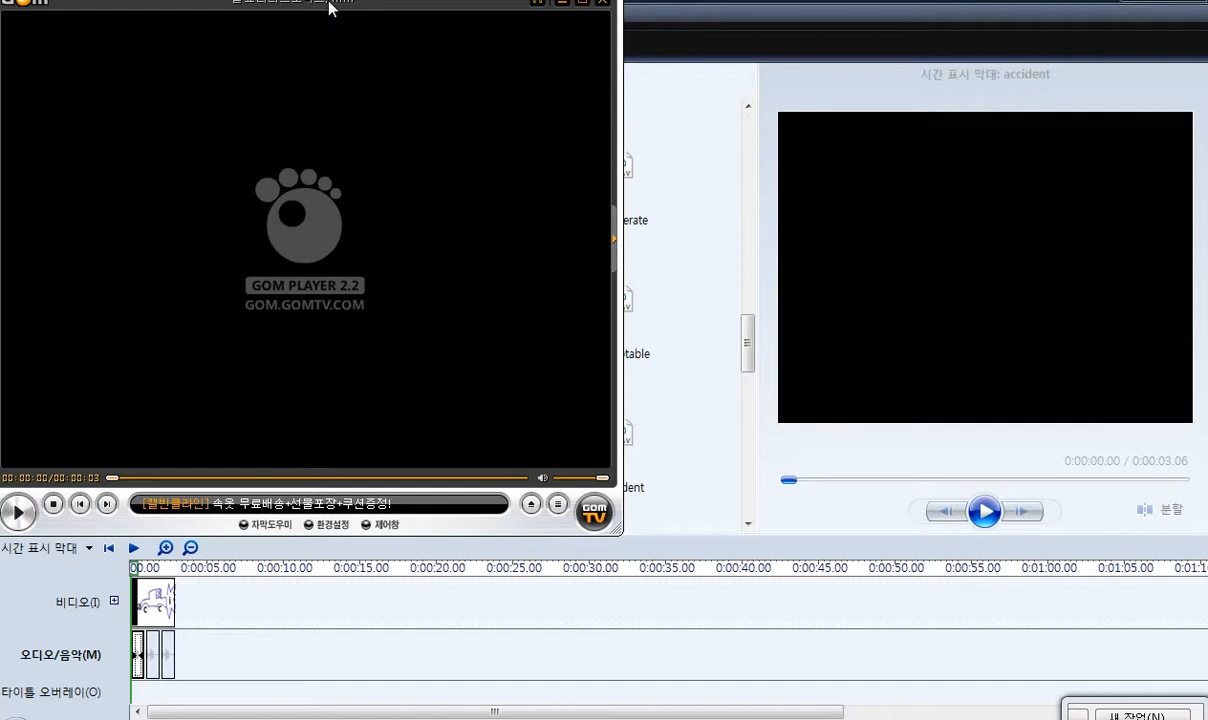 시간 표시 막대: accident
erate
GOM PLAYER 2.2
GOM.GOMTV.COM
table
0:00:00.00 / 0:00:03.06
00:00:00/00:00:03
dent
[캘빈클라인] 속옷 무료배송+선물포장+쿠션증정!
GOM
TV
분할
자막도우미
환경설정
제어창
시간 표시 막대
00.00 0:00:05.00 0:00:10.00 0:00:15.00 0:00:20.00 0:00:25.00 0:00:30.00 0:00:35.00 0:00:40.00 0:00:45.00 0:00:50.00 0:00:55.00 0:01:00.00 0:01:05.00 0:01:1
비디오(I)
오디오/음악(M)
타이틀 오버레이(O)
새 작업(N)